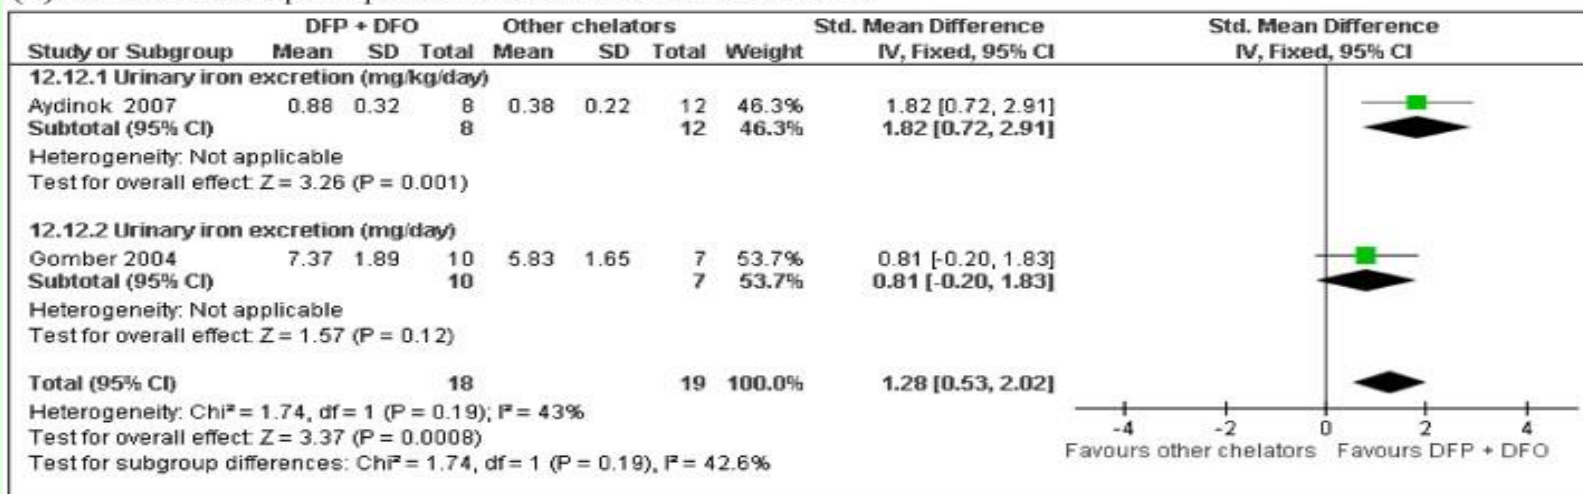 DFP + DFO Other chelators Std. Mean Difference Std. Mean Difference
Study or Subgroup Mean SD Total Mean SD Total Weight IV, Fixed, 95% CI IV, Fixed, 95% CI
12.12.1 Urinary iron excretion (mg/kg/day)
Aydinok 2007 0.88 0.32 8 0.38 0.22 12 46.3% 1.82 [0.72, 2.91]
Subtotal (95% CI) 8 12 46.3% 1.82 [0.72, 2.91]
Heterogeneity: Not applicable
Test for overall effect: Z = 3.26 (P = 0.001)
12.12.2 Urinary iron excretion (mg/day)
Gomber 2004 7.37 1.89 10 5.83 1.65 7 53.7% 0.81 [-0.20, 1.83]
Subtotal (95% CI) 10 7 53.7% 0.81 [-0.20, 1.83]
Heterogeneity: Not applicable
Test for overall effect: Z = 1.57 (P = 0.12)
Total (95% CI) 18 19 100.0% 1.28 [0.53, 2.02]
Heterogeneity: Chi² = 1.74, df = 1 (P = 0.19); I² = 43%
Test for overall effect: Z = 3.37 (P = 0.0008)
Test for subgroup differences: Chi² = 1.74, df = 1 (P = 0.19), I² = 42.6%
-4 -2 0 2 4
Favours other chelators Favours DFP + DFO